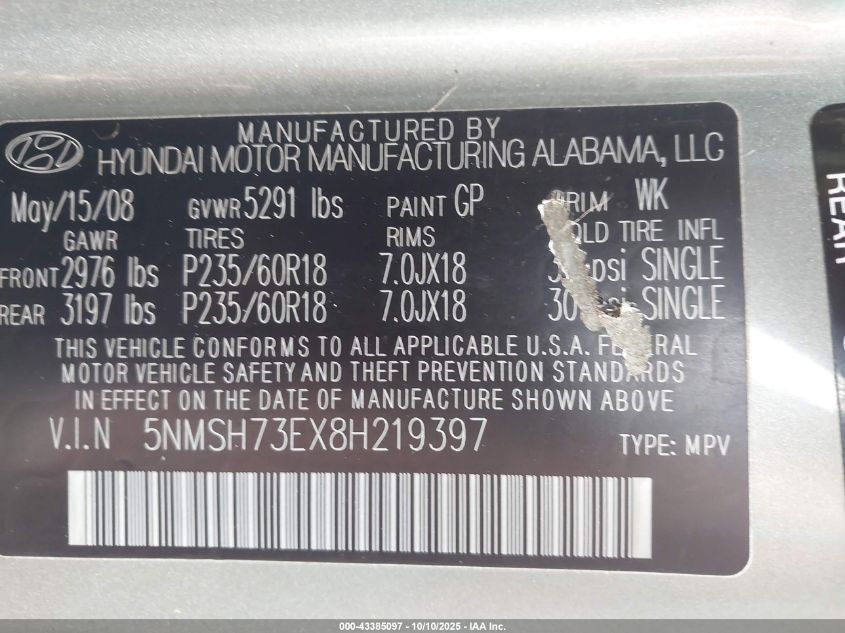 MANUFACTURED BY
HYUNDAI MOTOR MANUFACTURING ALABAMA, LLC
May/15/08 GVWR 5291 lbs PAINT GP WK
GAWR TIRES RIMS TIRE INFL
FRONT 2976 lbs P235/60R18 7.0JX18 psi SINGLE
REAR 3197 lbs P235/60R18 7.0JX18 30 SINGLE
THIS VEHICLE CONFORMS TO ALL APPLICABLE U.S.A. FEDERAL
MOTOR VEHICLE SAFETY AND THEFT PREVENTION STANDARDS
IN EFFECT ON THE DATE OF MANUFACTURE SHOWN ABOVE
V.I.N 5NMSH73EX8H219397 TYPE: MPV
REAR
000-43385097 - 10/10/2025 - IAA Inc.